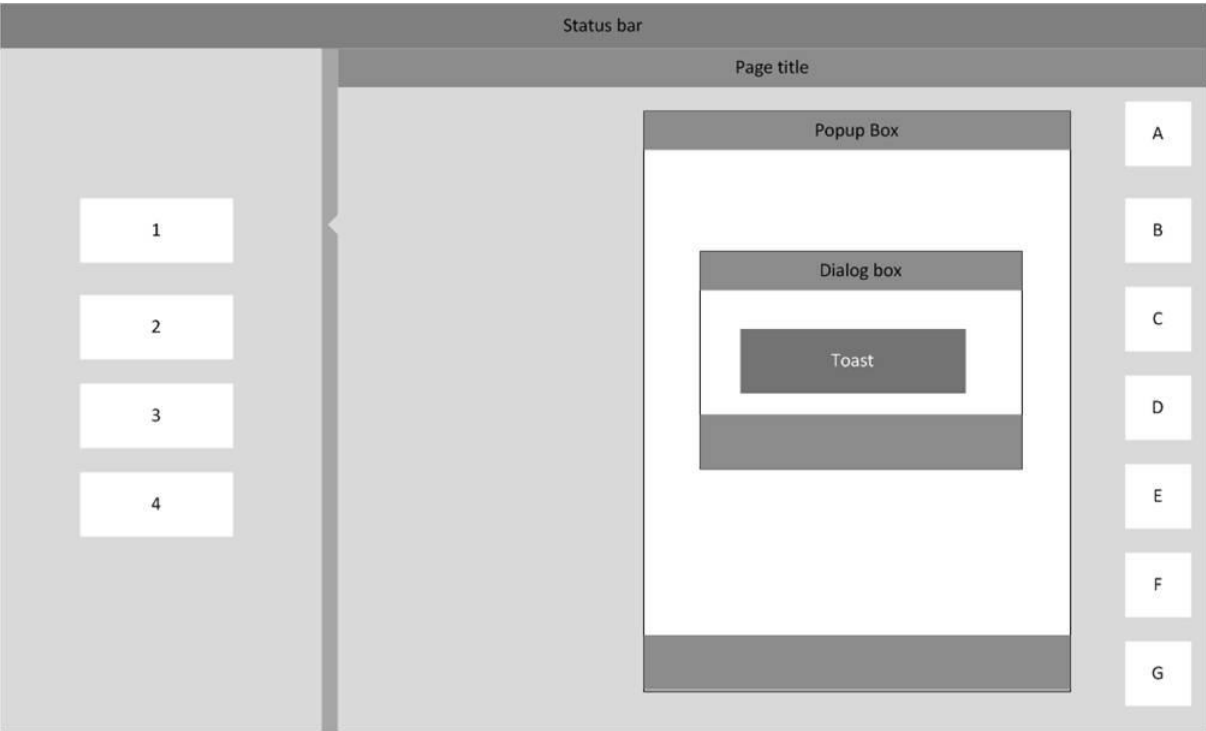 Status bar
Page title
Popup Box
A
1
B
Dialog box
2
C
Toast
3
D
4
E
F
G